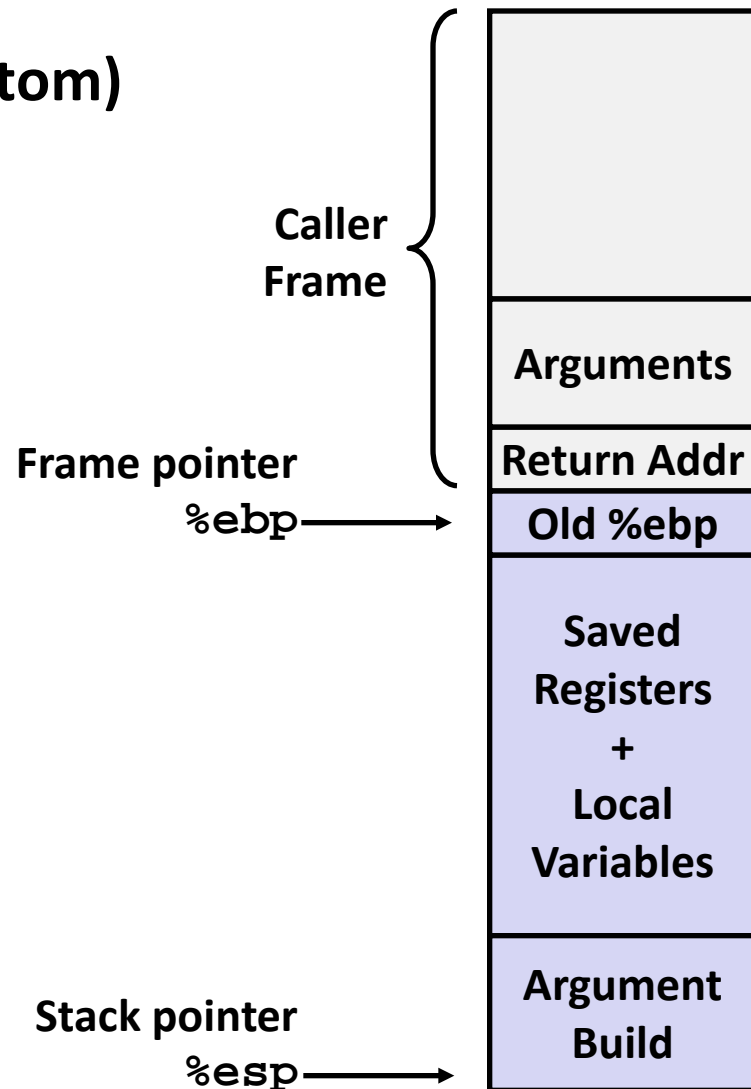 tom)
Caller
Frame
Arguments
Frame pointer
%ebp
Return Addr
Old %ebp
Saved
Registers
+
Local
Variables
Argument
Build
Stack pointer
%esp